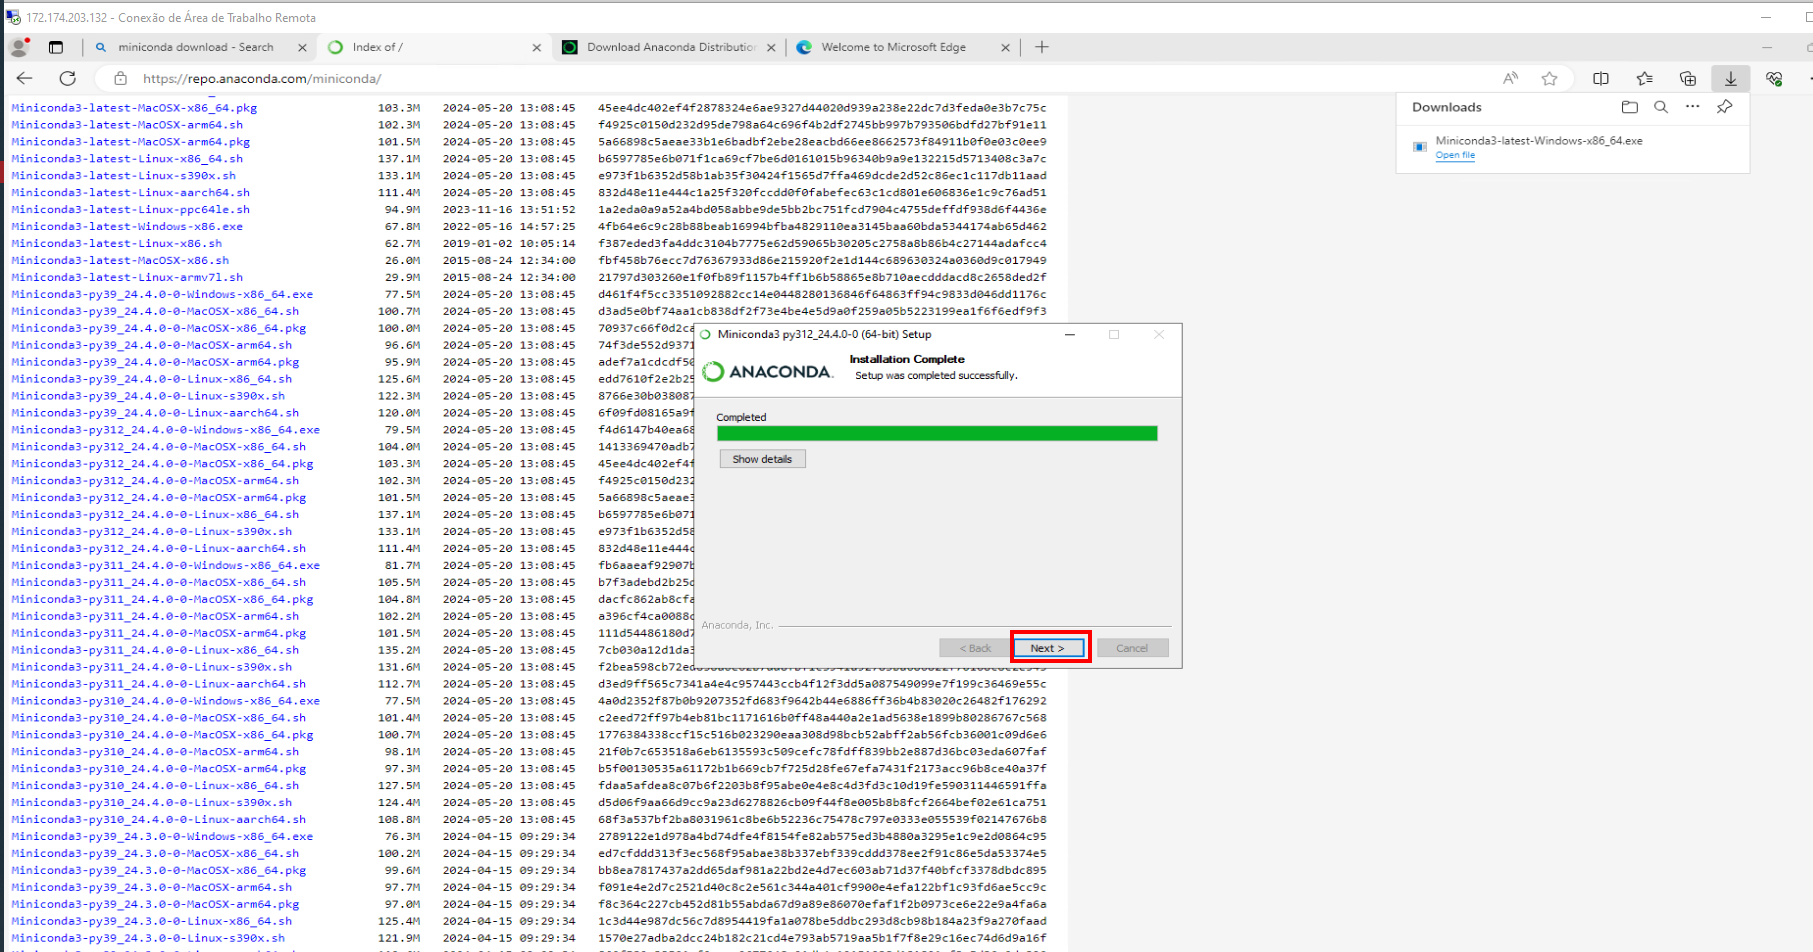 172.174.203.132 - Conexão de Área de Trabalho Remota
miniconda download - Search
Index of /
Download Anaconda Distributio
Welcome to Microsoft Edge
https://repo.anaconda.com/miniconda/
Miniconda3-latest-MacOSX-x86_64.pkg 103.3M 2024-05-20 13:08:45 45ee4dc402ef4f2878324e6ae9327d44020d939a238e22dc7d3feda0e3b7c75c
Miniconda3-latest-MacOSX-arm64.sh 102.3M 2024-05-20 13:08:45 f4925c0150d232d95de798a64c696f4b2df2745bb997b793506bdfd27bf91e11
Miniconda3-latest-MacOSX-arm64.pkg 101.5M 2024-05-20 13:08:45 5a66898c5aeae33b1e6badbf2ebe28eacbd66ee8662573f84911b0f0e03c0ee9
Miniconda3-latest-Linux-x86_64.sh 137.1M 2024-05-20 13:08:45 b6597785e6b071f1ca69cf7be6d0161015b96340b9a9e132215d5713408c3a7c
Miniconda3-latest-Linux-s390x.sh 133.1M 2024-05-20 13:08:45 e973f1b6352d58b1ab35f30424f1565d7ffa469dcde2d52c86ec1c117db11aad
Miniconda3-latest-Linux-aarch64.sh 111.4M 2024-05-20 13:08:45 832d48e11e444c1a25f320fccdd0f0fabefec63c1cd801e606836e1c9c76ad51
Miniconda3-latest-Linux-ppc64le.sh 94.9M 2023-11-16 13:51:52 1a2eda0a9a52a4bd058abbe9de5bb2bc751fcd7904c4755deffdf938d6f4436e
Miniconda3-latest-Windows-x86.exe 67.8M 2022-05-16 14:57:25 4fb64e6c9c28b88beab16994bfba4829110ea3145baa60bda5344174ab65d462
Miniconda3-latest-Linux-x86.sh 62.7M 2019-01-02 10:05:14 f387eded3fa4ddc3104b7775e62d59065b30205c2758a8b86b4c27144adafcc4
Miniconda3-latest-MacOSX-x86.sh 26.0M 2015-08-24 12:34:00 fbf458b76ecc7d76367933d86e215920f2e1d144c689630324a0360d9c017949
Miniconda3-latest-Linux-armv7l.sh 29.9M 2015-08-24 12:34:00 21797d303260e1f0fb89f1157b4ff1b6b58865e8b710aecdddacd8c2658ded2f
Miniconda3-py39_24.4.0-0-Windows-x86_64.exe 77.5M 2024-05-20 13:08:45 d461f4f5cc3351092882cc14e0448280136846f64863ff94c9833d046dd1176c
Miniconda3-py39_24.4.0-0-MacOSX-x86_64.sh 100.7M 2024-05-20 13:08:45 d3ad5e0bf74aa1cb838df2f73e4be4e5d9a0f259a05b5223199ea1f6f6edf9f3
Miniconda3-py39_24.4.0-0-MacOSX-x86_64.pkg 100.0M 2024-05-20 13:08:45 70937c66f0d2ca
Miniconda3-py39_24.4.0-0-MacOSX-arm64.sh 96.6M 2024-05-20 13:08:45 74f3de552d9371
Miniconda3-py39_24.4.0-0-MacOSX-arm64.pkg 95.9M 2024-05-20 13:08:45 adef7a1cdcdf50
Miniconda3-py39_24.4.0-0-Linux-x86_64.sh 125.6M 2024-05-20 13:08:45 edd7610f2e2b25
Miniconda3-py39_24.4.0-0-Linux-s390x.sh 122.3M 2024-05-20 13:08:45 8766e30b038087
Miniconda3-py39_24.4.0-0-Linux-aarch64.sh 120.0M 2024-05-20 13:08:45 6f09fd08165a9f
Miniconda3-py312_24.4.0-0-Windows-x86_64.exe 79.5M 2024-05-20 13:08:45 f4d6147b40ea68
Miniconda3-py312_24.4.0-0-MacOSX-x86_64.sh 104.0M 2024-05-20 13:08:45 1413369470adb7
Miniconda3-py312_24.4.0-0-MacOSX-x86_64.pkg 103.3M 2024-05-20 13:08:45 45ee4dc402ef4f
Miniconda3-py312_24.4.0-0-MacOSX-arm64.sh 102.3M 2024-05-20 13:08:45 f4925c0150d232
Miniconda3-py312_24.4.0-0-MacOSX-arm64.pkg 101.5M 2024-05-20 13:08:45 5a66898c5aeae3
Miniconda3-py312_24.4.0-0-Linux-x86_64.sh 137.1M 2024-05-20 13:08:45 b6597785e6b071
Miniconda3-py312_24.4.0-0-Linux-s390x.sh 133.1M 2024-05-20 13:08:45 e973f1b6352d58
Miniconda3-py312_24.4.0-0-Linux-aarch64.sh 111.4M 2024-05-20 13:08:45 832d48e11e444c
Miniconda3-py311_24.4.0-0-Windows-x86_64.exe 81.7M 2024-05-20 13:08:45 fb6aaeaf92907b
Miniconda3-py311_24.4.0-0-MacOSX-x86_64.sh 105.5M 2024-05-20 13:08:45 b7f3adebd2b25d
Miniconda3-py311_24.4.0-0-MacOSX-x86_64.pkg 104.8M 2024-05-20 13:08:45 dacfc862ab8cfa
Miniconda3-py311_24.4.0-0-MacOSX-arm64.sh 102.2M 2024-05-20 13:08:45 a396cf4ca0088d
Miniconda3-py311_24.4.0-0-MacOSX-arm64.pkg 101.5M 2024-05-20 13:08:45 111d54486180d7
Miniconda3-py311_24.4.0-0-Linux-x86_64.sh 135.2M 2024-05-20 13:08:45 7cb030a12d1da3
Miniconda3-py311_24.4.0-0-Linux-s390x.sh 131.6M 2024-05-20 13:08:45
Miniconda3-py311_24.4.0-0-Linux-aarch64.sh 112.7M 2024-05-20 13:08:45 d3ed9ff565c7341a4e4c957443ccb4f12f3dd5a087549099e7f199c36469e55c
Miniconda3-py310_24.4.0-0-Windows-x86_64.exe 77.5M 2024-05-20 13:08:45 4a0d2352f87b0b9207352fd683f9642b44e6886ff36b4b83020c26482f176292
Miniconda3-py310_24.4.0-0-MacOSX-x86_64.sh 101.4M 2024-05-20 13:08:45 c2eed72ff97b4eb81bc1171616b0ff48a440a2e1ad5638e1899b80286767c568
Miniconda3-py310_24.4.0-0-MacOSX-x86_64.pkg 100.7M 2024-05-20 13:08:45 1776384338ccf15c516b023290eaa308d98bcb52abff2ab56fcb36001c09d6e6
Miniconda3-py310_24.4.0-0-MacOSX-arm64.sh 98.1M 2024-05-20 13:08:45 21f0b7c653518a6eb6135593c509cefc78fdff839bb2e887d36bc03eda607faf
Miniconda3-py310_24.4.0-0-MacOSX-arm64.pkg 97.3M 2024-05-20 13:08:45 b5f00130535a61172b1b669cb7f725d28fe67efa7431f2173acc96b8ce40a37f
Miniconda3-py310_24.4.0-0-Linux-x86_64.sh 127.5M 2024-05-20 13:08:45 fdaa5afdea8c07b6f2203b8f95abe0e4e8c4d3fd3c10d19fe590311446591ffa
Miniconda3-py310_24.4.0-0-Linux-s390x.sh 124.4M 2024-05-20 13:08:45 d5d06f9aa66d9cc9a23d6278826cb09f44f8e005b8b8fcf2664bef02e61ca751
Miniconda3-py310_24.4.0-0-Linux-aarch64.sh 108.8M 2024-05-20 13:08:45 68f3a537bf2ba8031961c8be6b52236c75478c797e0333e055539f02147676b8
Miniconda3-py39_24.3.0-0-Windows-x86_64.exe 76.3M 2024-04-15 09:29:34 2789122e1d978a4bd74dfe4f8154fe82ab575ed3b4880a3295e1c9e2d0864c95
Miniconda3-py39_24.3.0-0-MacOSX-x86_64.sh 100.2M 2024-04-15 09:29:34 ed7cfddd313f3ec568f95abae38b337ebf339cddd378ee2f91c86e5da53374e5
Miniconda3-py39_24.3.0-0-MacOSX-x86_64.pkg 99.6M 2024-04-15 09:29:34 bb8ea7817437a2dd65daf981a22bd2e4d7ec603ab71d37f40bfcf3378dbdc895
Miniconda3-py39_24.3.0-0-MacOSX-arm64.sh 97.7M 2024-04-15 09:29:34 f091e4e2d7c2521d40c8c2e561c344a401cf9900e4efa122bf1c93fd6ae5cc9c
Miniconda3-py39_24.3.0-0-MacOSX-arm64.pkg 97.0M 2024-04-15 09:29:34 f8c364c227cb452d81b55abda67d9a89e86070efaf1f2b0973ce6e22e9a4fa6a
Miniconda3-py39_24.3.0-0-Linux-x86_64.sh 125.4M 2024-04-15 09:29:34 1c3d44e987dc56c7d8954419fa1a078be5ddbc293d8cb98b184a23f9a270faad
Miniconda3-py39_24.3.0-0-Linux-s390x.sh 121.9M 2024-04-15 09:29:34 1570e27adba2dcc24b182c21cd4e793ab5719aa5b1f7f8e29c16ec74d6d9a16f
Downloads
Miniconda3-latest-Windows-x86_64.exe
Open file
Miniconda3 py312_24.4.0-0 (64-bit) Setup
ANACONDA.
Installation Complete
Setup was completed successfully.
Completed
Show details
Anaconda, Inc.
< Back
Next >
Cancel